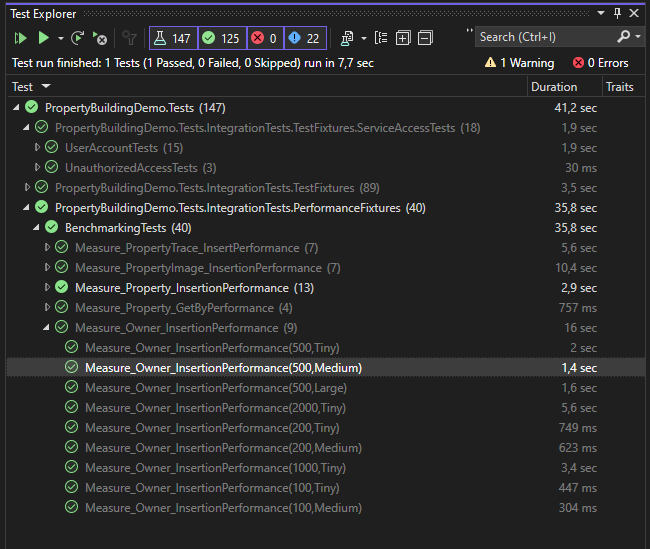 Test Explorer
147 125 0 22 Search (Ctrl+I)
Test run finished: 1 Tests (1 Passed, 0 Failed, 0 Skipped) run in 7,7 sec 1 Warning 0 Errors
Test Duration Traits
PropertyBuildingDemo.Tests (147) 41,2 sec
PropertyBuildingDemo.Tests.IntegrationTests.TestFixtures.ServiceAccessTests (18) 1,9 sec
UserAccountTests (15) 1,9 sec
UnauthorizedAccessTests (3) 30 ms
PropertyBuildingDemo.Tests.IntegrationTests.TestFixtures (89) 3,5 sec
PropertyBuildingDemo.Tests.IntegrationTests.PerformanceFixtures (40) 35,8 sec
BenchmarkingTests (40) 35,8 sec
Measure_PropertyTrace_InsertPerformance (7) 5,6 sec
Measure_PropertyImage_InsertionPerformance (7) 10,4 sec
Measure_Property_InsertionPerformance (13) 2,9 sec
Measure_Property_GetByPerformance (4) 757 ms
Measure_Owner_InsertionPerformance (9) 16 sec
Measure_Owner_InsertionPerformance(500,Tiny) 2 sec
Measure_Owner_InsertionPerformance(500,Medium) 1,4 sec
Measure_Owner_InsertionPerformance(500,Large) 1,6 sec
Measure_Owner_InsertionPerformance(2000,Tiny) 5,6 sec
Measure_Owner_InsertionPerformance(200,Tiny) 749 ms
Measure_Owner_InsertionPerformance(200,Medium) 623 ms
Measure_Owner_InsertionPerformance(1000,Tiny) 3,4 sec
Measure_Owner_InsertionPerformance(100,Tiny) 447 ms
Measure_Owner_InsertionPerformance(100,Medium) 304 ms